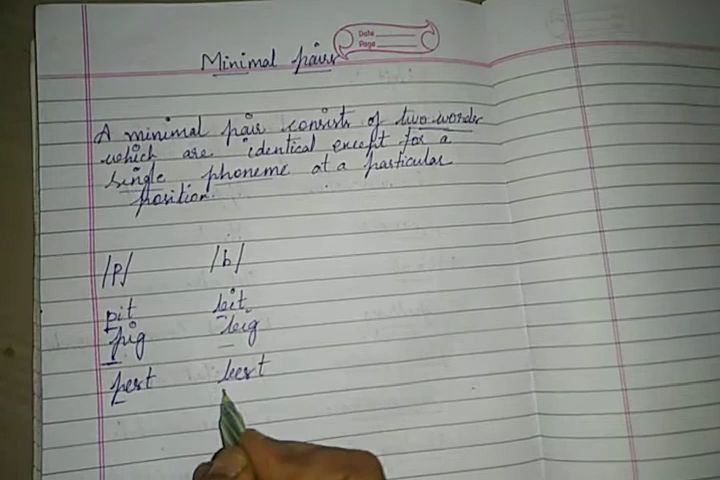 Date
Page
Minimal pairs
A minimal pair consists of two words
which are identical except for a
single phoneme at a particular
position.
/p/ /b/
pit bit
pig big
pest best